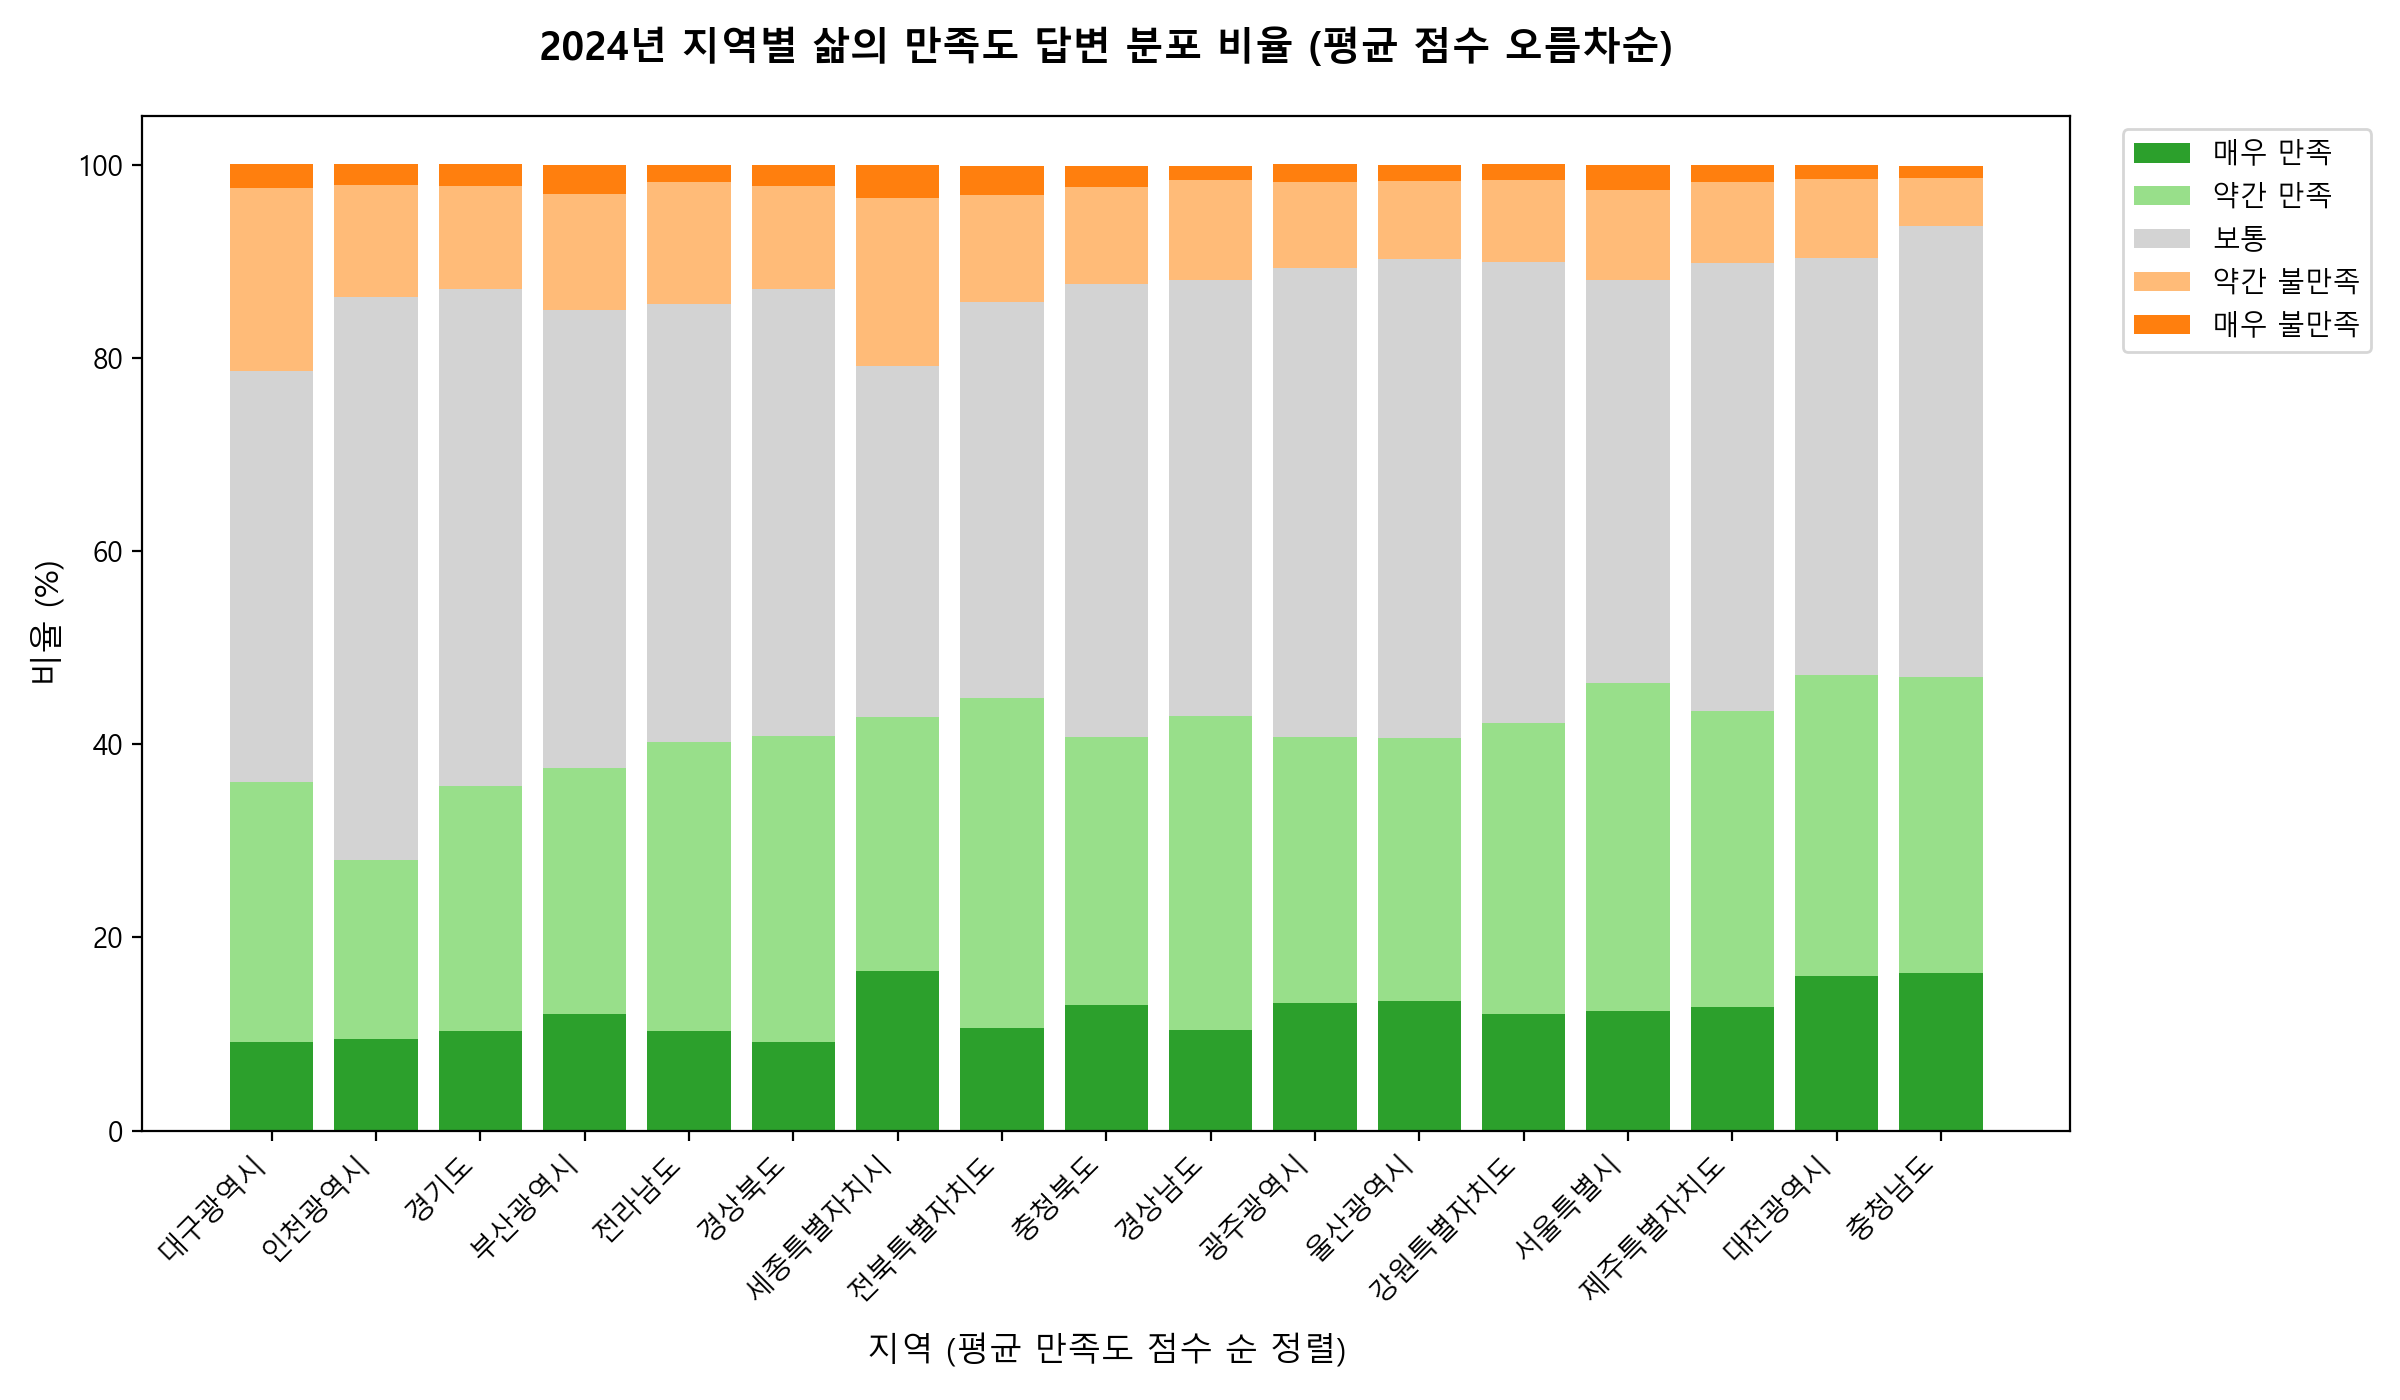 2024년 지역별 삶의 만족도 답변 분포 비율 (평균 점수 오름차순)
매우 만족
약간 만족
보통
약간 불만족
매우 불만족
비율 (%)
100
80
60
40
20
0
대구광역시
인천광역시
경기도
부산광역시
전라남도
경상북도
세종특별자치시
전북특별자치도
충청북도
경상남도
광주광역시
울산광역시
강원특별자치도
서울특별시
제주특별자치도
대전광역시
충청남도
지역 (평균 만족도 점수 순 정렬)